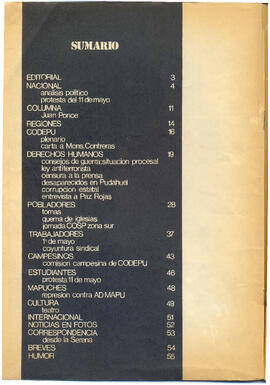 SUMARIO
EDITORIAL 3
NACIONAL 4
analisis politico
protesta del 11 de mayo
COLUMNA 11
Juan Ponce
REGIONES 14
CODEPU 16
plenario
carta a Mons. Contreras
DERECHOS HUMANOS 19
consejos de guerra: situacion procesal
ley antiterrorista
censura a la prensa
desaparecidos en Pudahuel
corrupcion estatal
entrevista a Paz Rojas
POBLADORES 28
tomas
quema de iglesias
jornada COSP zona sur
TRABAJADORES 37
1º de mayo
coyuntura sindical
CAMPESINOS 43
comision campesina de CODEPU
ESTUDIANTES 46
protesta 11 mayo
MAPUCHES 48
represion contra AD MAPU
CULTURA 49
teatro
INTERNACIONAL 51
NOTICIAS EN FOTOS 52
CORRESPONDENCIA 53
desde la Serena
BREVES 54
HUMOR 55